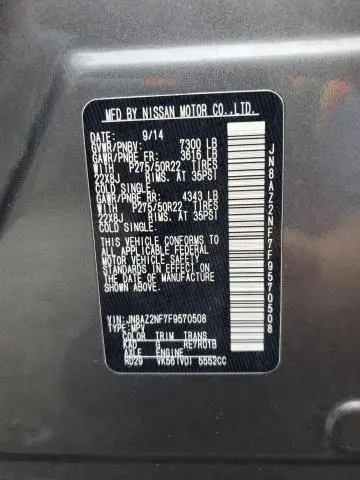 MFD BY NISSAN MOTOR CO.,LTD.
DATE: 9/14
GVWR/PNBV: 7300 LB
GAWR/PNBE FR: 3616 LB
WITH P275/50R22 TIRES
22X8J RIMS, AT 35PSI
COLD SINGLE.
GAWR/PNBE RR: 4343 LB
WITH P275/50R22 TIRES
22X8J RIMS, AT 35PSI
COLD SINGLE.
THIS VEHICLE CONFORMS TO
ALL APPLICABLE FEDERAL
MOTOR VEHICLE SAFETY
STANDARDS IN EFFECT ON
THE DATE OF MANUFACTURE
SHOWN ABOVE.
VIN: JN8AZ2NF7F9570508
TYPE: MPV
COLOR TRIM TRANS
KAD G RE7R01B
AXLE ENGINE
RD29 VK56(VD) 5552CC
JN8AZ2NF7F9570508